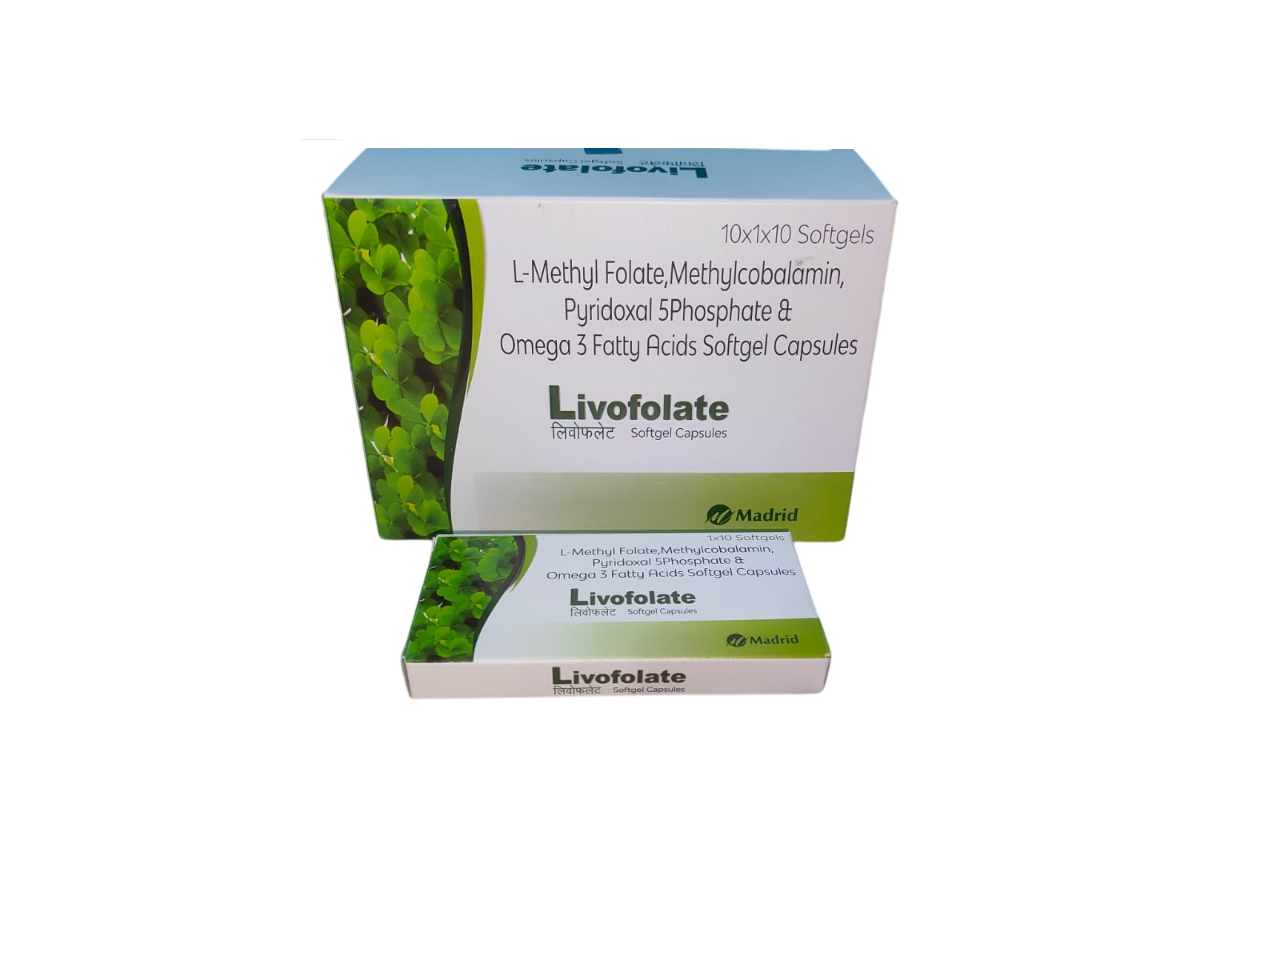 Livofolate
लिवोफलेट Softgel Capsules
10x1x10 Softgels
L-Methyl Folate,Methylcobalamin,
Pyridoxal 5Phosphate &
Omega 3 Fatty Acids Softgel Capsules
Livofolate
लिवोफलेट Softgel Capsules
Madrid
1x10 Softgels
L-Methyl Folate,Methylcobalamin,
Pyridoxal 5Phosphate &
Omega 3 Fatty Acids Softgel Capsules
Livofolate
लिवोफलेट Softgel Capsules
Madrid
Livofolate
लिवोफलेट Softgel Capsules